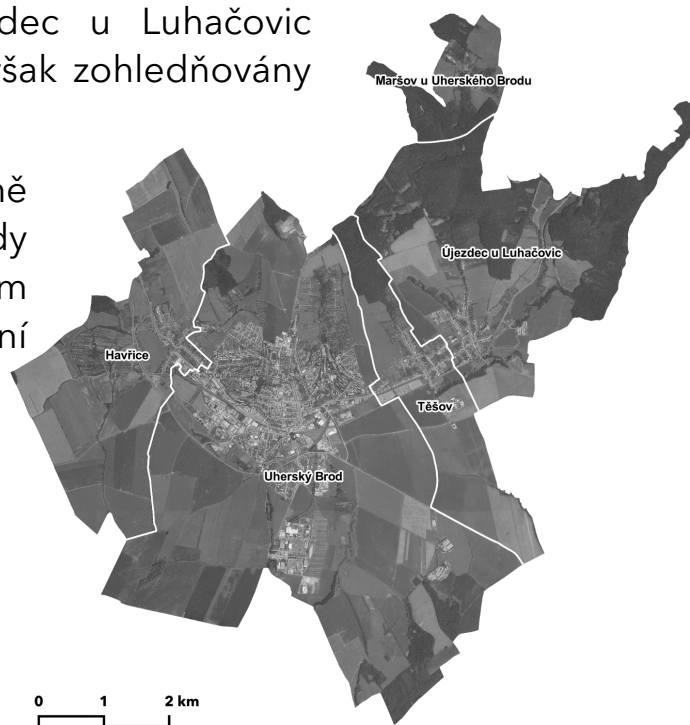 dec u Luhačovic
však zohledňovány
ně
dy
m
ní
Maršov u Uherského Brodu
Újezdec u Luhačovic
Havřice
Těšov
Uherský Brod
0 1 2 km